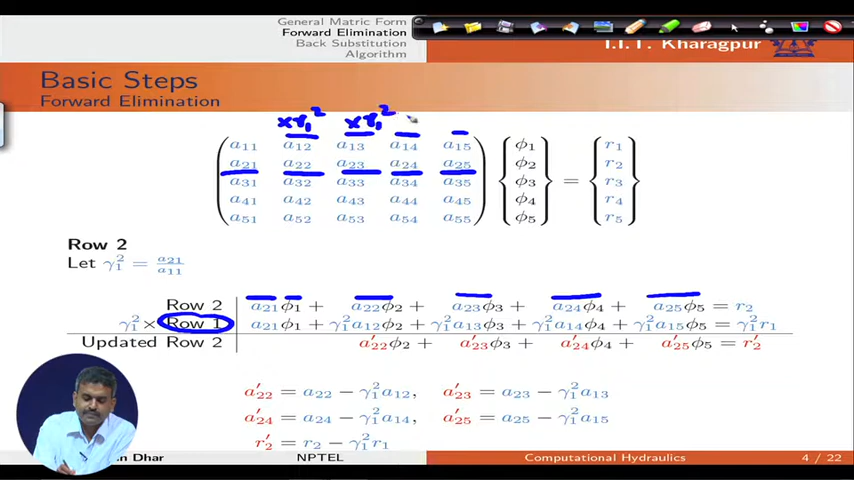 General Matric Form
Forward Elimination
Back Substitution
Algorithm
I.I.T. Kharagpur
Basic Steps
Forward Elimination
×γ₁² ×γ₁²
a₁₁ a₁₂ a₁₃ a₁₄ a₁₅ ϕ₁ r₁
a₂₁ a₂₂ a₂₃ a₂₄ a₂₅ ϕ₂ r₂
a₃₁ a₃₂ a₃₃ a₃₄ a₃₅ ϕ₃ = r₃
a₄₁ a₄₂ a₄₃ a₄₄ a₄₅ ϕ₄ r₄
a₅₁ a₅₂ a₅₃ a₅₄ a₅₅ ϕ₅ r₅
Row 2
Let γ₁² = a₂₁/a₁₁
Row 2 a₂₁ϕ₁ + a₂₂ϕ₂ + a₂₃ϕ₃ + a₂₄ϕ₄ + a₂₅ϕ₅ = r₂
γ₁² × Row 1 a₂₁ϕ₁ + γ₁²a₁₂ϕ₂ + γ₁²a₁₃ϕ₃ + γ₁²a₁₄ϕ₄ + γ₁²a₁₅ϕ₅ = γ₁²r₁
Updated Row 2 a′₂₂ϕ₂ + a′₂₃ϕ₃ + a′₂₄ϕ₄ + a′₂₅ϕ₅ = r′₂
a′₂₂ = a₂₂ − γ₁²a₁₂, a′₂₃ = a₂₃ − γ₁²a₁₃
a′₂₄ = a₂₄ − γ₁²a₁₄, a′₂₅ = a₂₅ − γ₁²a₁₅
r′₂ = r₂ − γ₁²r₁
Dhar NPTEL Computational Hydraulics 4 / 22